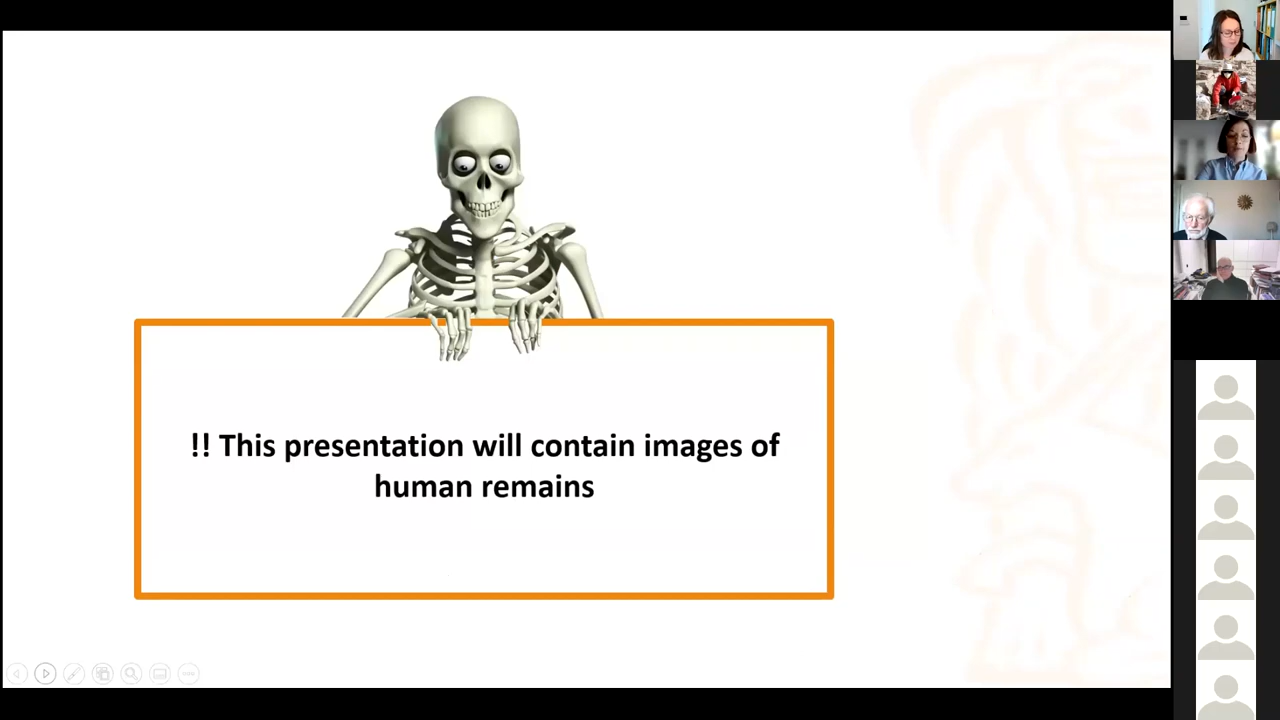 !! This presentation will contain images of
human remains